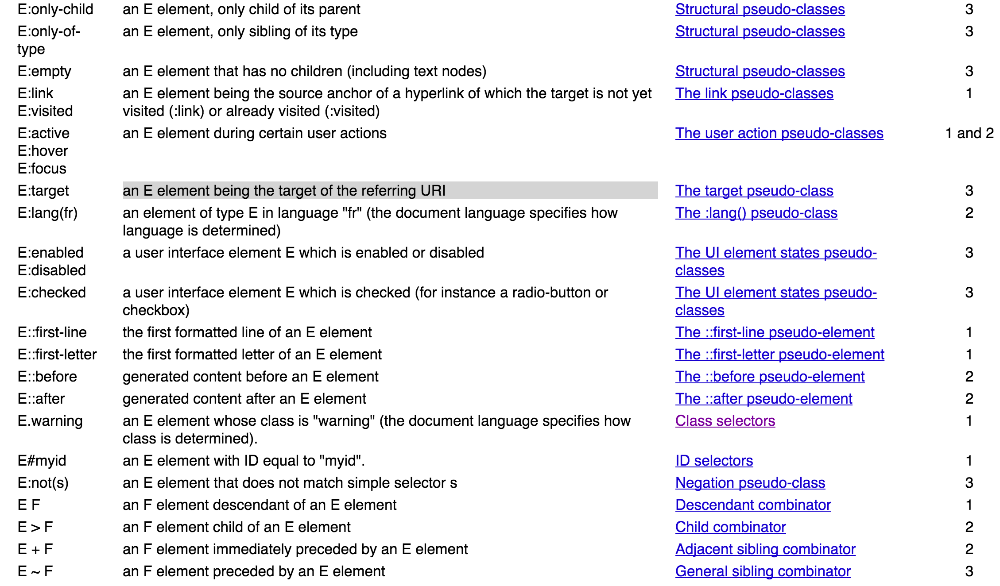 E:only-child an E element, only child of its parent Structural pseudo-classes 3
E:only-of- an E element, only sibling of its type Structural pseudo-classes 3
type
E:empty an E element that has no children (including text nodes) Structural pseudo-classes 3
E:link an E element being the source anchor of a hyperlink of which the target is not yet The link pseudo-classes 1
E:visited visited (:link) or already visited (:visited)
E:active an E element during certain user actions The user action pseudo-classes 1 and 2
E:hover
E:focus
E:target an E element being the target of the referring URI The target pseudo-class 3
E:lang(fr) an element of type E in language "fr" (the document language specifies how The :lang() pseudo-class 2
language is determined)
E:enabled a user interface element E which is enabled or disabled The UI element states pseudo- 3
E:disabled classes
E:checked a user interface element E which is checked (for instance a radio-button or The UI element states pseudo- 3
checkbox) classes
E::first-line the first formatted line of an E element The ::first-line pseudo-element 1
E::first-letter the first formatted letter of an E element The ::first-letter pseudo-element 1
E::before generated content before an E element The ::before pseudo-element 2
E::after generated content after an E element The ::after pseudo-element 2
E.warning an E element whose class is "warning" (the document language specifies how Class selectors 1
class is determined).
E#myid an E element with ID equal to "myid". ID selectors 1
E:not(s) an E element that does not match simple selector s Negation pseudo-class 3
E F an F element descendant of an E element Descendant combinator 1
E > F an F element child of an E element Child combinator 2
E + F an F element immediately preceded by an E element Adjacent sibling combinator 2
E ~ F an F element preceded by an E element General sibling combinator 3